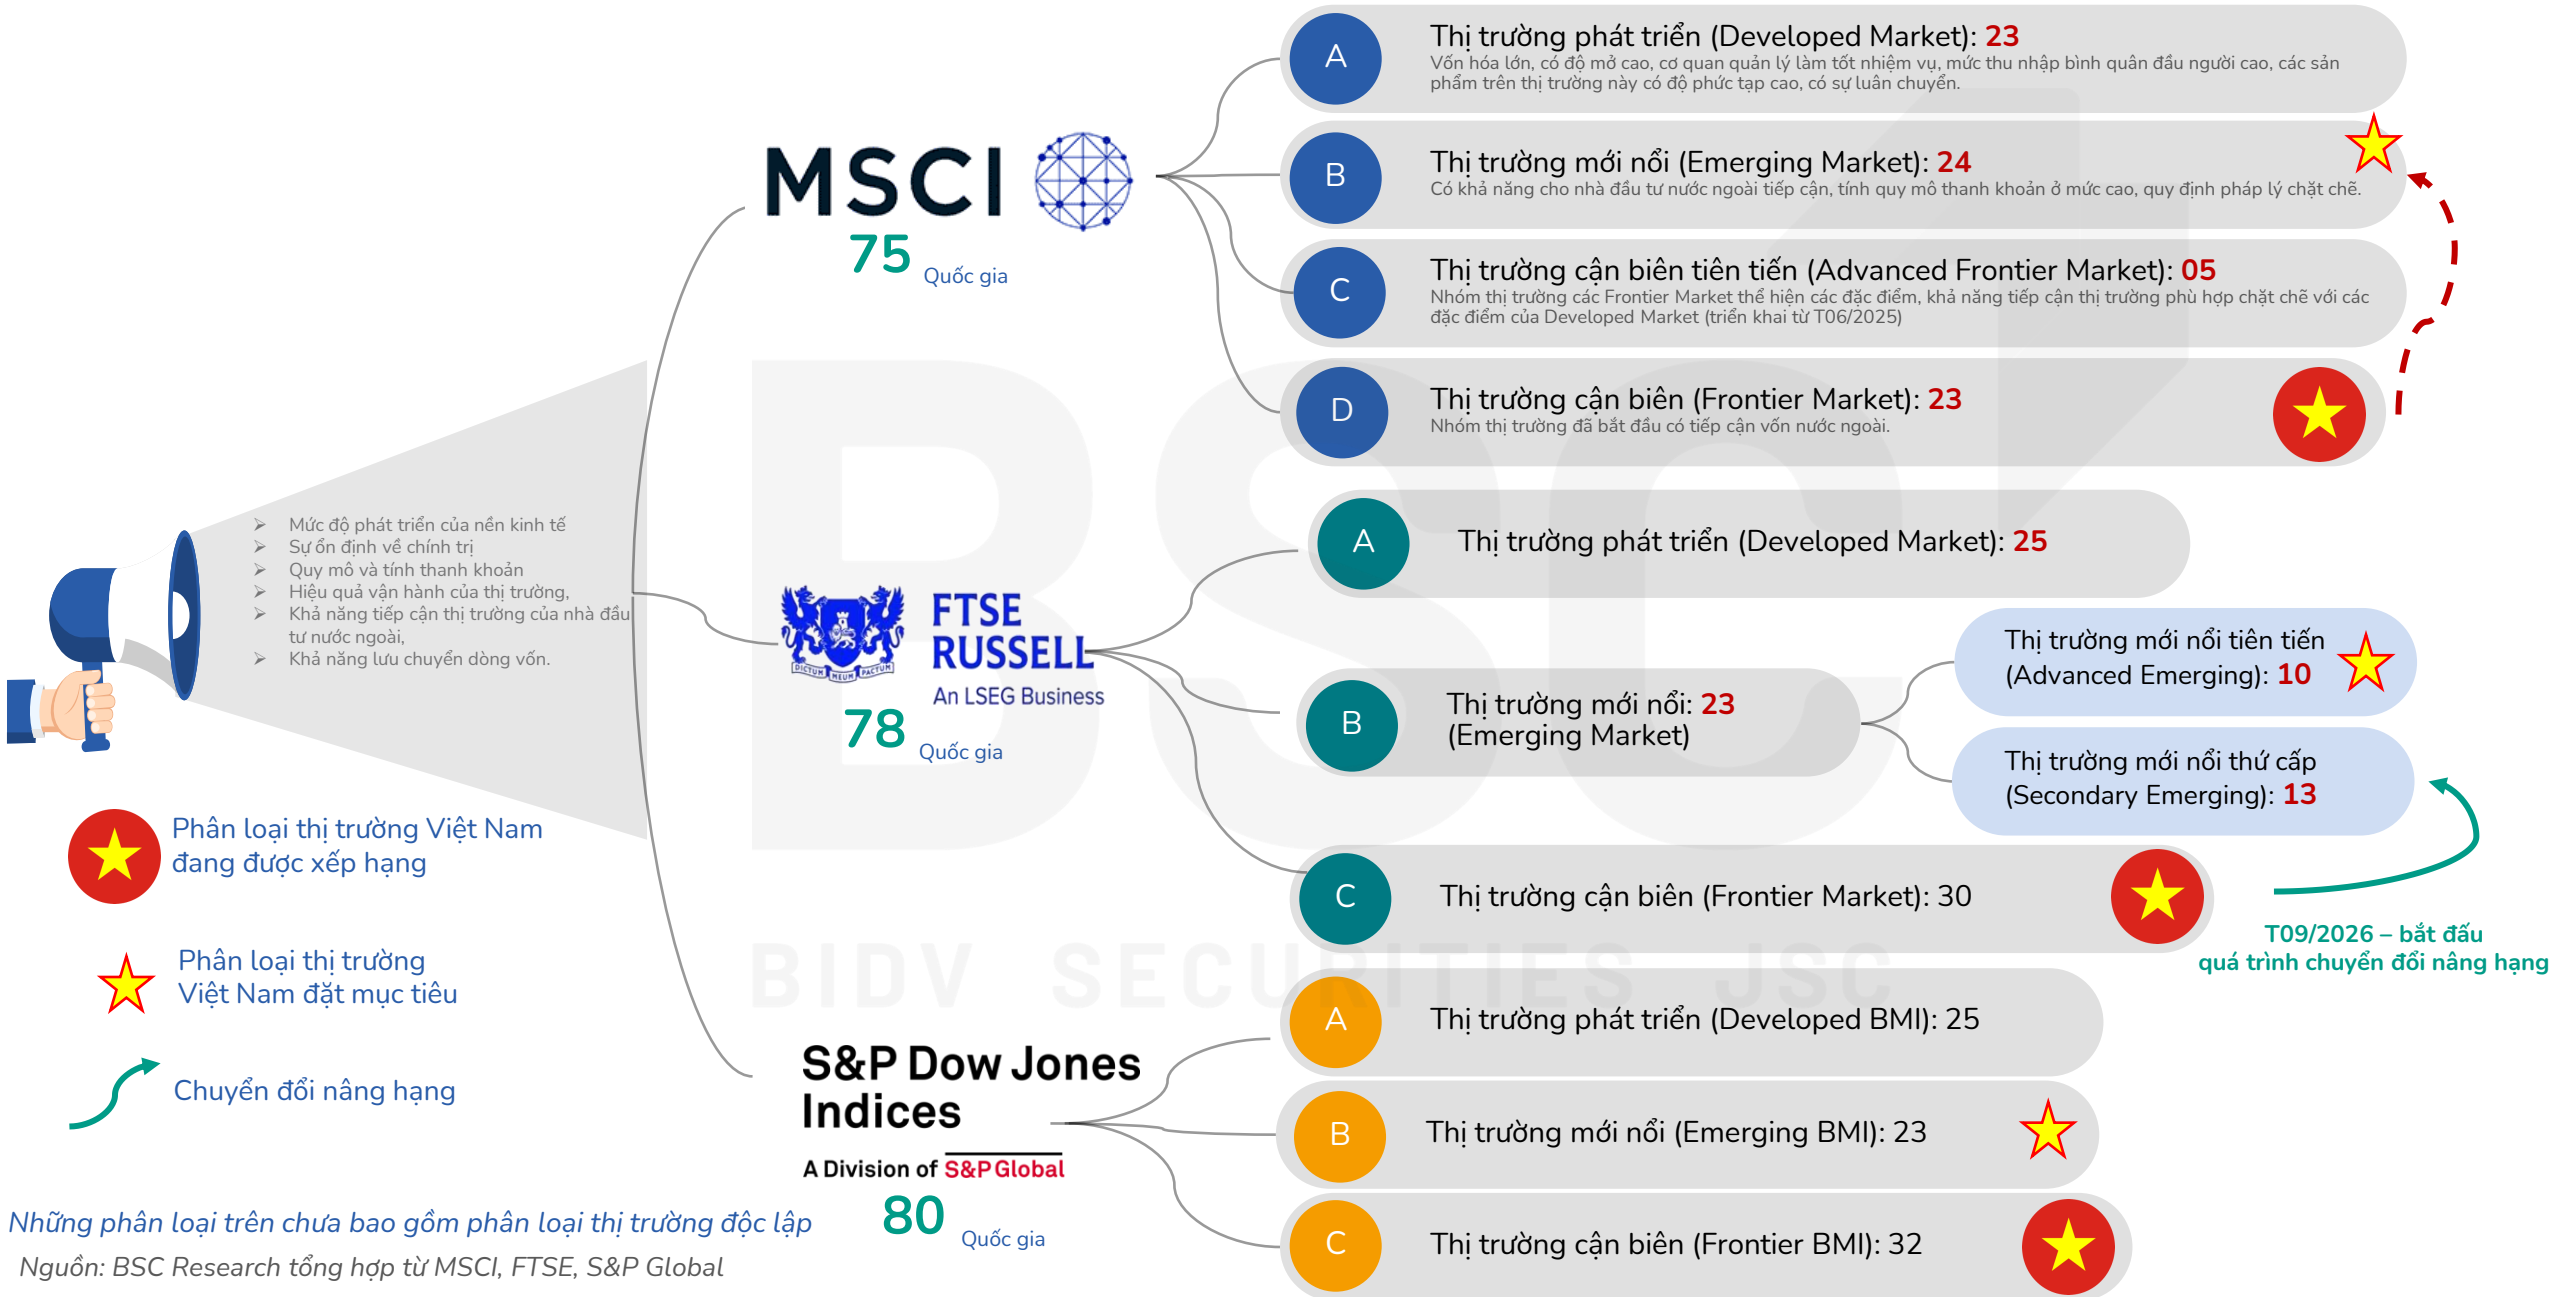 Mức độ phát triển của nền kinh tế
Sự ổn định về chính trị
Quy mô và tính thanh khoản
Hiệu quả vận hành của thị trường,
Khả năng tiếp cận thị trường của nhà đầu
tư nước ngoài,
Khả năng lưu chuyển dòng vốn.
Phân loại thị trường Việt Nam
đang được xếp hạng
Phân loại thị trường
Việt Nam đặt mục tiêu
Chuyển đổi nâng hạng
MSCI
75 Quốc gia
A
Thị trường phát triển (Developed Market): 23
Vốn hóa lớn, có độ mở cao, cơ quan quản lý làm tốt nhiệm vụ, mức thu nhập bình quân đầu người cao, các sản
phẩm trên thị trường này có độ phức tạp cao, có sự luân chuyển.
B
Thị trường mới nổi (Emerging Market): 24
Có khả năng cho nhà đầu tư nước ngoài tiếp cận, tính quy mô thanh khoản ở mức cao, quy định pháp lý chặt chẽ.
C
Thị trường cận biên tiên tiến (Advanced Frontier Market): 05
Nhóm thị trường các Frontier Market thể hiện các đặc điểm, khả năng tiếp cận thị trường phù hợp chặt chẽ với các
đặc điểm của Developed Market (triển khai từ T06/2025)
D
Thị trường cận biên (Frontier Market): 23
Nhóm thị trường đã bắt đầu có tiếp cận vốn nước ngoài.
FTSE
RUSSELL
An LSEG Business
DICTUM MEUM PACTUM
78 Quốc gia
A
Thị trường phát triển (Developed Market): 25
B
Thị trường mới nổi: 23
(Emerging Market)
Thị trường mới nổi tiên tiến
(Advanced Emerging): 10
Thị trường mới nổi thứ cấp
(Secondary Emerging): 13
C
Thị trường cận biên (Frontier Market): 30
T09/2026 – bắt đấu
quá trình chuyển đổi nâng hạng
S&P Dow Jones
Indices
A Division of S&P Global
80 Quốc gia
A
Thị trường phát triển (Developed BMI): 25
B
Thị trường mới nổi (Emerging BMI): 23
C
Thị trường cận biên (Frontier BMI): 32
BSC
BIDV SECURITIES JSC
Những phân loại trên chưa bao gồm phân loại thị trường độc lập
Nguồn: BSC Research tổng hợp từ MSCI, FTSE, S&P Global